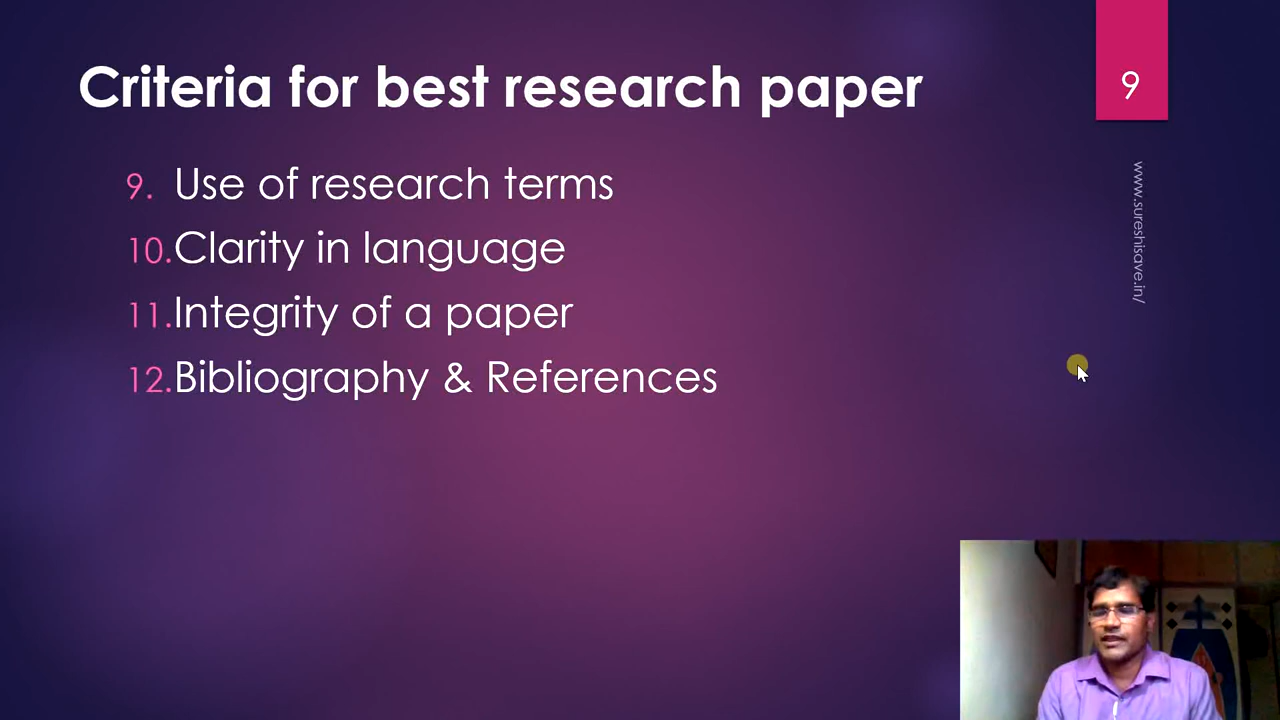 Criteria for best research paper
9
9. Use of research terms
10. Clarity in language
11. Integrity of a paper
12. Bibliography & References
www.sureshisave.in/